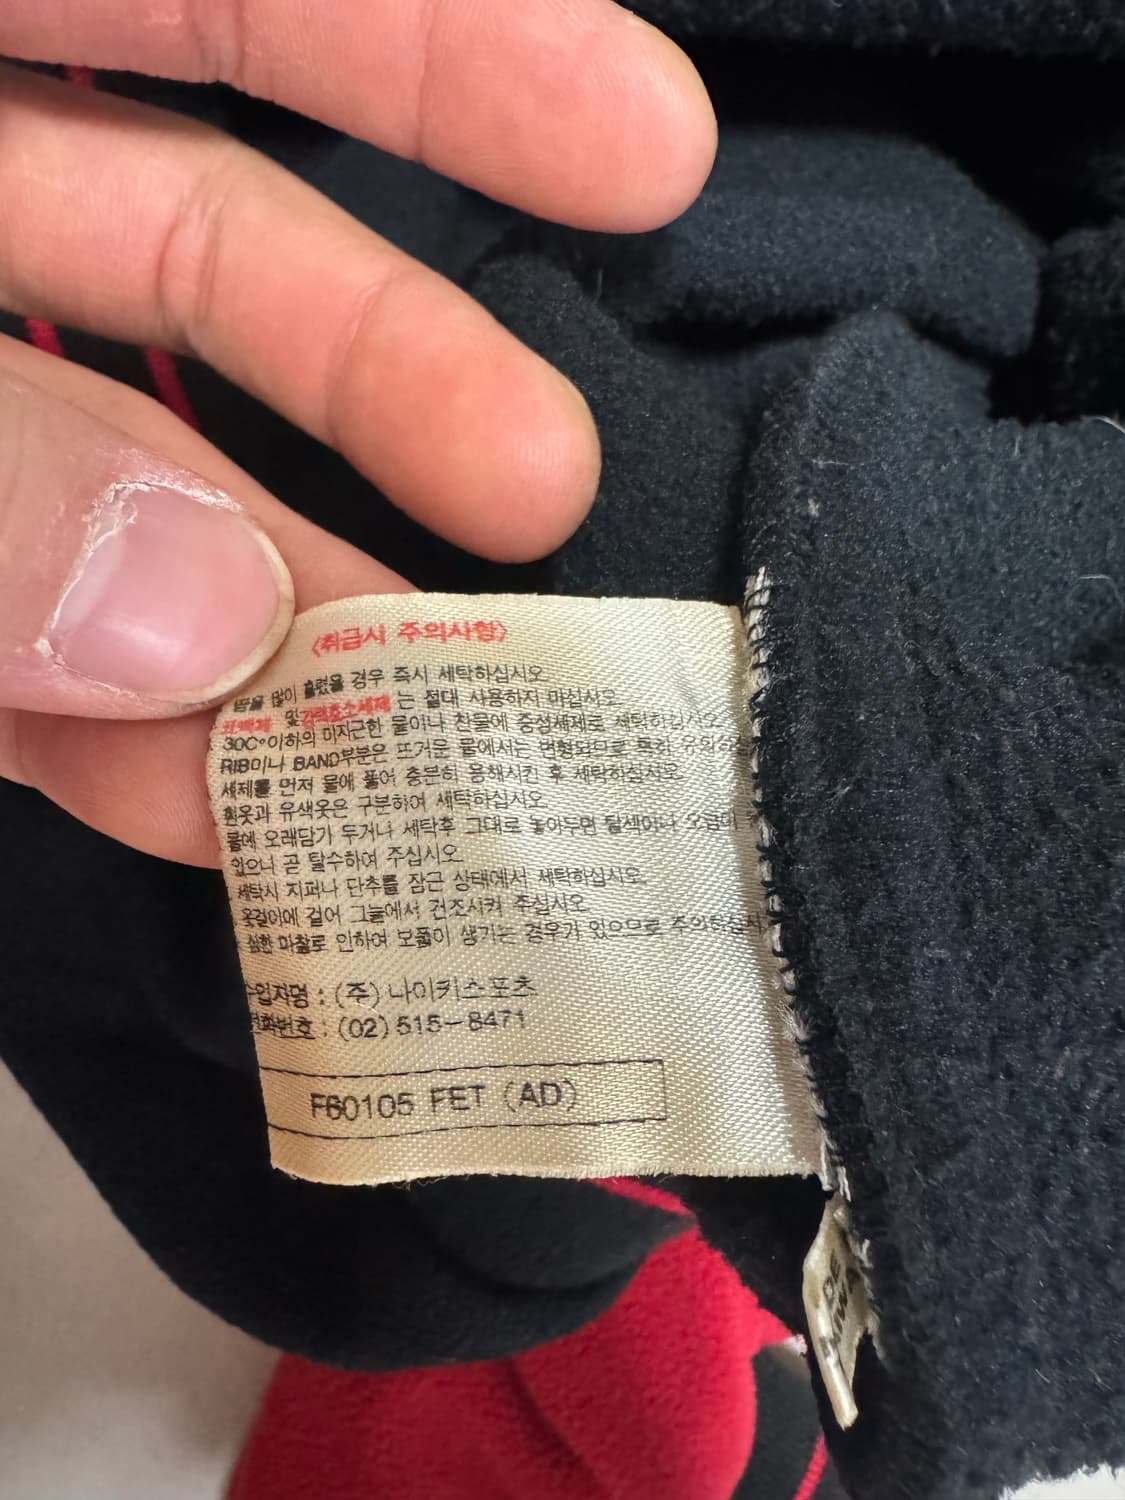 〈취급시 주의사항〉
땀을 많이 흘렸을 경우 즉시 세탁하십시오
표백제 및 강력효소세제 는 절대 사용하지 마십시오
30C°이하의 미지근한 물이나 찬물에 중성세제로 세탁하십시오
RIB이나 BAND부분은 뜨거운 물에서는 변형되므로 특히 유의
세제를 먼저 물에 풀어 충분히 용해시킨 후 세탁하십시오
흰옷과 유색옷은 구분하여 세탁하십시오
물에 오래담가 두거나 세탁후 그대로 놓아두면 탈색이나
있으니 곧 탈수하여 주십시오
세탁시 지퍼나 단추를 잠근 상태에서 세탁하십시오
옷걸이에 걸어 그늘에서 건조시켜 주십시오
심한 마찰로 인하여 보풀이 생기는 경우가 있으므로 주의하십시
수입자명 : (주) 나이키스포츠
전화번호 : (02) 515-8471
F60105 FET (AD)